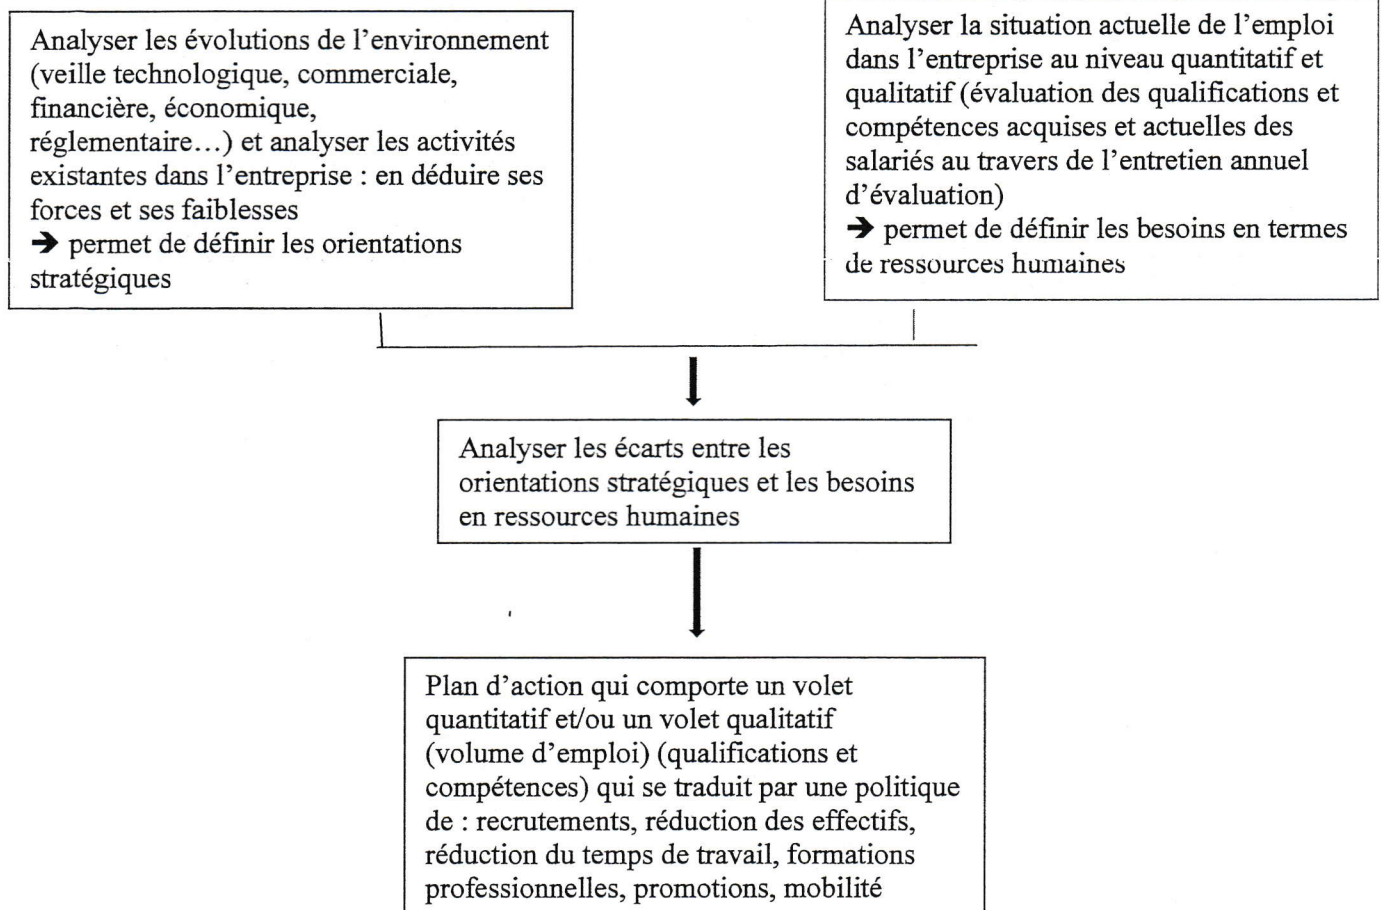 Analyser les évolutions de l’environnement
(veille technologique, commerciale,
financière, économique,
réglementaire…) et analyser les activités
existantes dans l’entreprise : en déduire ses
forces et ses faiblesses
➔ permet de définir les orientations
stratégiques
Analyser la situation actuelle de l’emploi
dans l’entreprise au niveau quantitatif et
qualitatif (évaluation des qualifications et
compétences acquises et actuelles des
salariés au travers de l’entretien annuel
d’évaluation)
➔ permet de définir les besoins en termes
de ressources humaines
Analyser les écarts entre les
orientations stratégiques et les besoins
en ressources humaines
Plan d’action qui comporte un volet
quantitatif et/ou un volet qualitatif
(volume d’emploi) (qualifications et
compétences) qui se traduit par une politique
de : recrutements, réduction des effectifs,
réduction du temps de travail, formations
professionnelles, promotions, mobilité